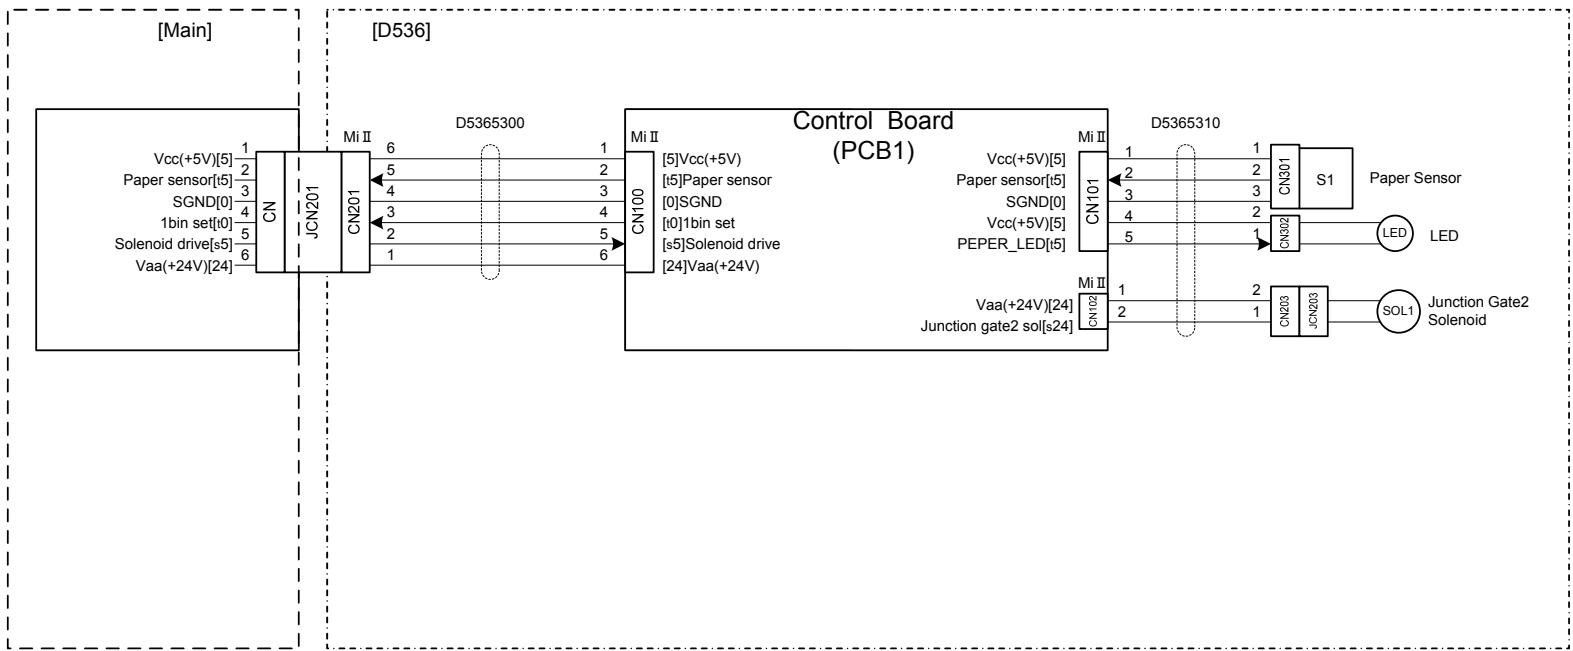 [Main]
[D536]
Control Board
(PCB1)
D5365300
D5365310
Mi II
Mi II
Mi II
Vcc(+5V)[5] 1
Paper sensor[t5] 2
SGND[0] 3
1bin set[t0] 4
Solenoid drive[s5] 5
Vaa(+24V)[24] 6
CN
JCN201
CN201
6 1
5 2
4 3
3 4
2 5
1 6
CN100
[5]Vcc(+5V)
[t5]Paper sensor
[0]SGND
[t0]1bin set
[s5]Solenoid drive
[24]Vaa(+24V)
Vcc(+5V)[5]
Paper sensor[t5]
SGND[0]
Vcc(+5V)[5]
PEPER_LED[t5]
CN101
1 1
2 2
3 3
4 2
5 1
CN301
S1
Paper Sensor
CN302
LED
LED
Mi II
Vaa(+24V)[24]
Junction gate2 sol[s24]
CN102
1 2
2 1
CN203
JCN203
SOL1
Junction Gate2
Solenoid